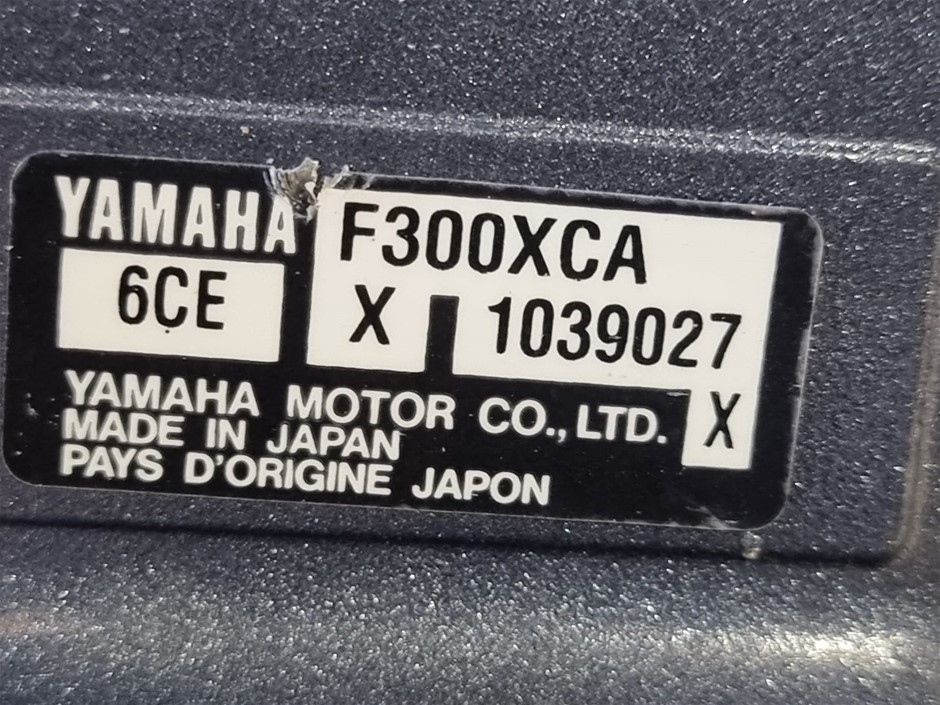 YAMAHA F300XCA
6CE X 1039027
X
YAMAHA MOTOR CO., LTD.
MADE IN JAPAN
PAYS D'ORIGINE JAPON